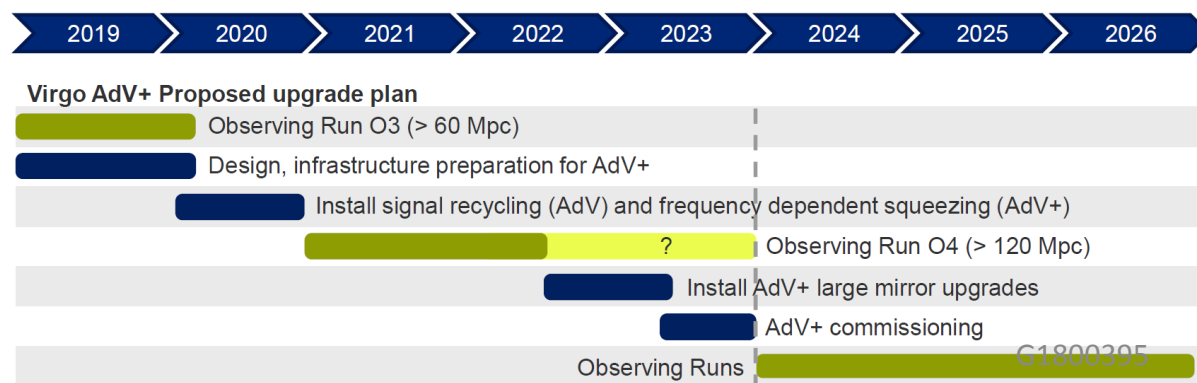 2019 2020 2021 2022 2023 2024 2025 2026
Virgo AdV+ Proposed upgrade plan
Observing Run O3 (> 60 Mpc)
Design, infrastructure preparation for AdV+
Install signal recycling (AdV) and frequency dependent squeezing (AdV+)
? Observing Run O4 (> 120 Mpc)
Install AdV+ large mirror upgrades
AdV+ commissioning
G1800395
Observing Runs